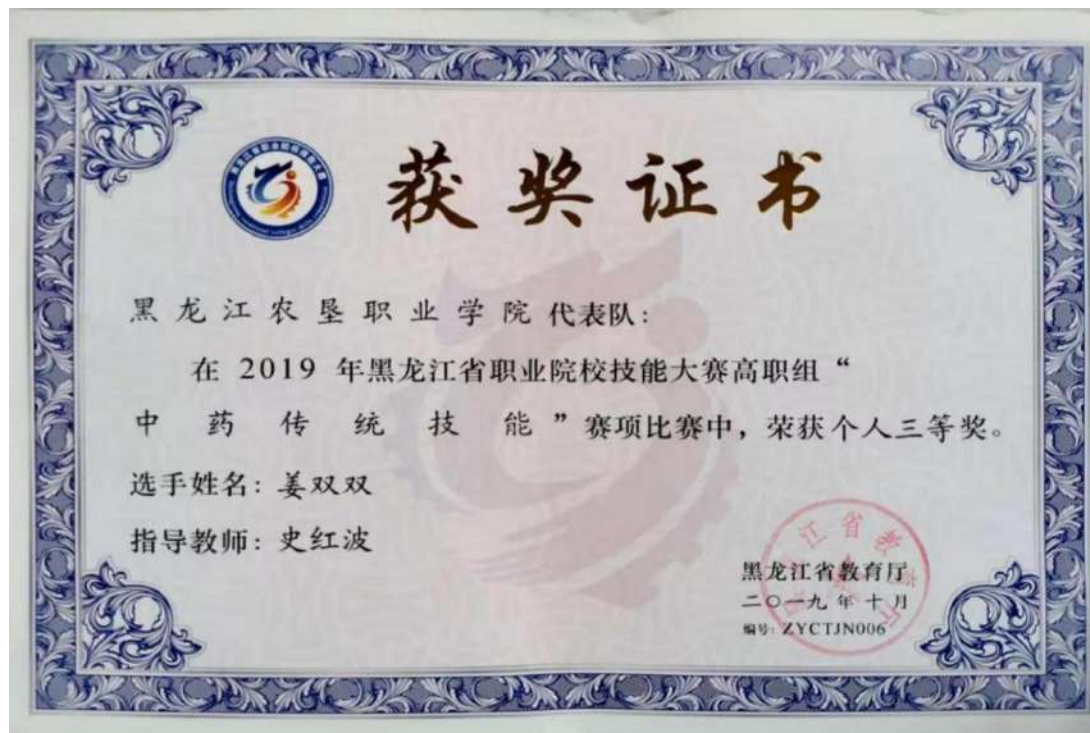 获奖证书
黑龙江农垦职业学院 代表队：
在 2019 年黑龙江省职业院校技能大赛高职组“
中药传统技能”赛项比赛中，荣获个人三等奖。
选手姓名：姜双双
指导教师：史红波
黑龙江省教育厅
二〇一九年十月
编号：ZYCTJN006